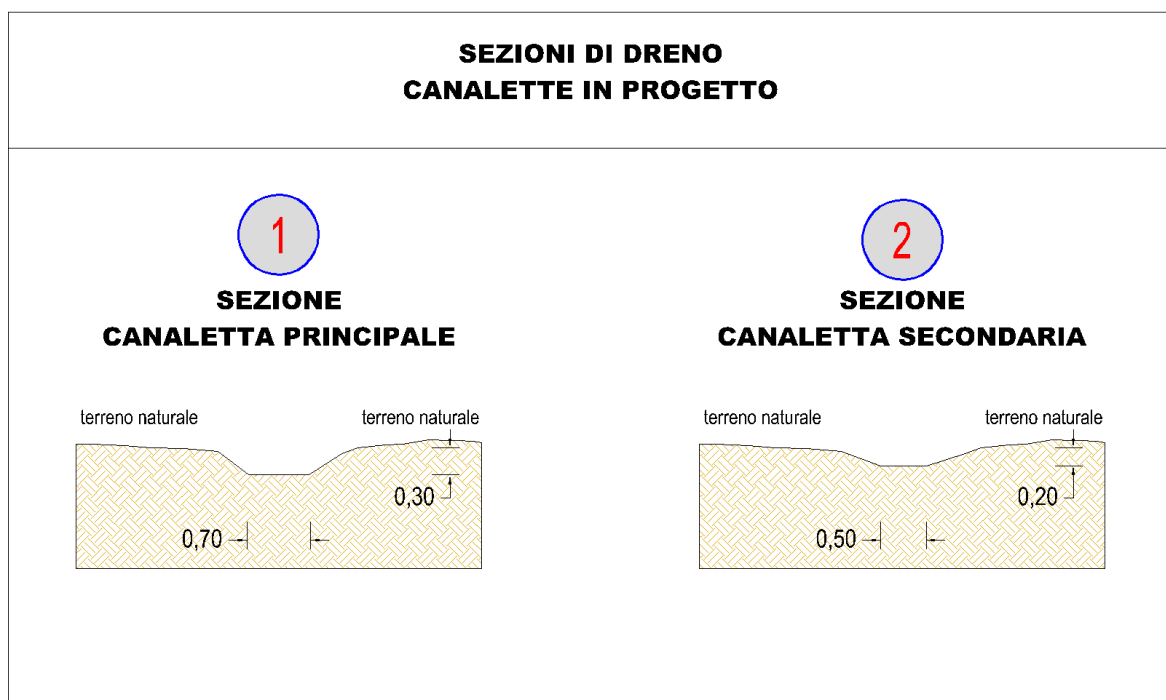 SEZIONI DI DRENO
CANALETTE IN PROGETTO
1
SEZIONE
CANALETTA PRINCIPALE
terreno naturale
terreno naturale
0,30
0,70
2
SEZIONE
CANALETTA SECONDARIA
terreno naturale
terreno naturale
0,20
0,50